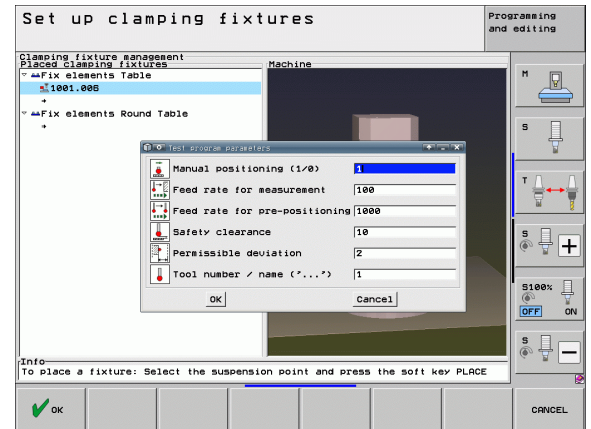 Set up clamping fixtures
Programming
and editing
Clamping fixture management
Placed clamping fixtures
Machine
Fix elements Table
1001.006
Fix elements Round Table
Test program parameters
Manual positioning (1/0) 1
Feed rate for measurement 100
Feed rate for pre-positioning 1000
Safety clearance 10
Permissible deviation 2
Tool number / name ("...") 1
OK Cancel
Info
To place a fixture: Select the suspension point and press the soft key PLACE
M
S
T
S
S100%
OFF ON
S
OK
CANCEL